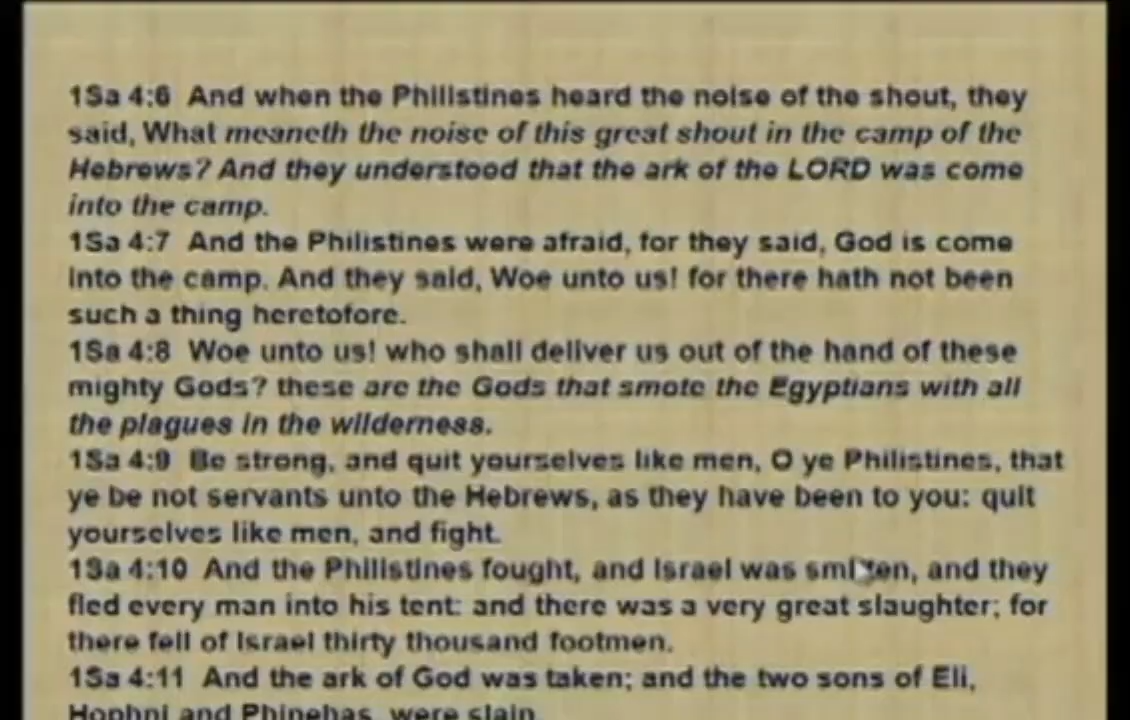 1Sa 4:6 And when the Philistines heard the noise of the shout, they
said, What meaneth the noise of this great shout in the camp of the
Hebrews? And they understood that the ark of the LORD was come
into the camp.
1Sa 4:7 And the Philistines were afraid, for they said, God is come
into the camp. And they said, Woe unto us! for there hath not been
such a thing heretofore.
1Sa 4:8 Woe unto us! who shall deliver us out of the hand of these
mighty Gods? these are the Gods that smote the Egyptians with all
the plagues in the wilderness.
1Sa 4:9 Be strong, and quit yourselves like men, O ye Philistines, that
ye be not servants unto the Hebrews, as they have been to you: quit
yourselves like men, and fight.
1Sa 4:10 And the Philistines fought, and Israel was smitten, and they
fled every man into his tent: and there was a very great slaughter; for
there fell of Israel thirty thousand footmen.
1Sa 4:11 And the ark of God was taken; and the two sons of Eli,
Hophni and Phinehas, were slain.